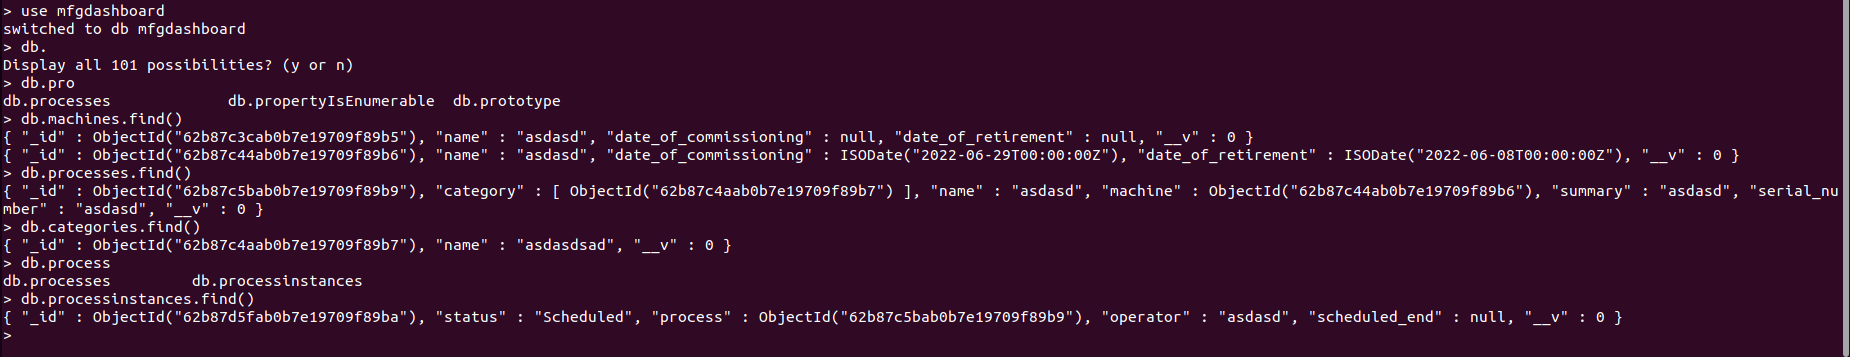 > use mfgdashboard
switched to db mfgdashboard
> db.
Display all 101 possibilities? (y or n)
> db.pro
db.processes             db.propertyIsEnumerable  db.prototype
> db.machines.find()
{ "_id" : ObjectId("62b87c3cab0b7e19709f89b5"), "name" : "asdasd", "date_of_commissioning" : null, "date_of_retirement" : null, "__v" : 0 }
{ "_id" : ObjectId("62b87c44ab0b7e19709f89b6"), "name" : "asdasd", "date_of_commissioning" : ISODate("2022-06-29T00:00:00Z"), "date_of_retirement" : ISODate("2022-06-08T00:00:00Z"), "__v" : 0 }
> db.processes.find()
{ "_id" : ObjectId("62b87c5bab0b7e19709f89b9"), "category" : [ ObjectId("62b87c4aab0b7e19709f89b7") ], "name" : "asdasd", "machine" : ObjectId("62b87c44ab0b7e19709f89b6"), "summary" : "asdasd", "serial_nu
mber" : "asdasd", "__v" : 0 }
> db.categories.find()
{ "_id" : ObjectId("62b87c4aab0b7e19709f89b7"), "name" : "asdasdsad", "__v" : 0 }
> db.process
db.processes         db.processinstances
> db.processinstances.find()
{ "_id" : ObjectId("62b87d5fab0b7e19709f89ba"), "status" : "Scheduled", "process" : ObjectId("62b87c5bab0b7e19709f89b9"), "operator" : "asdasd", "scheduled_end" : null, "__v" : 0 }
>